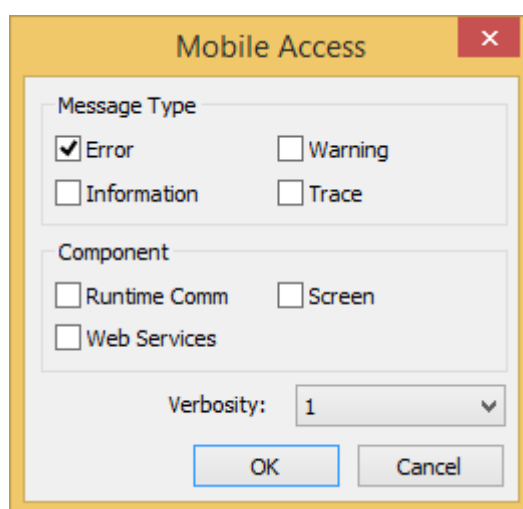 Mobile Access
Message Type
Error Warning
Information Trace
Component
Runtime Comm Screen
Web Services
Verbosity: 1
OK Cancel